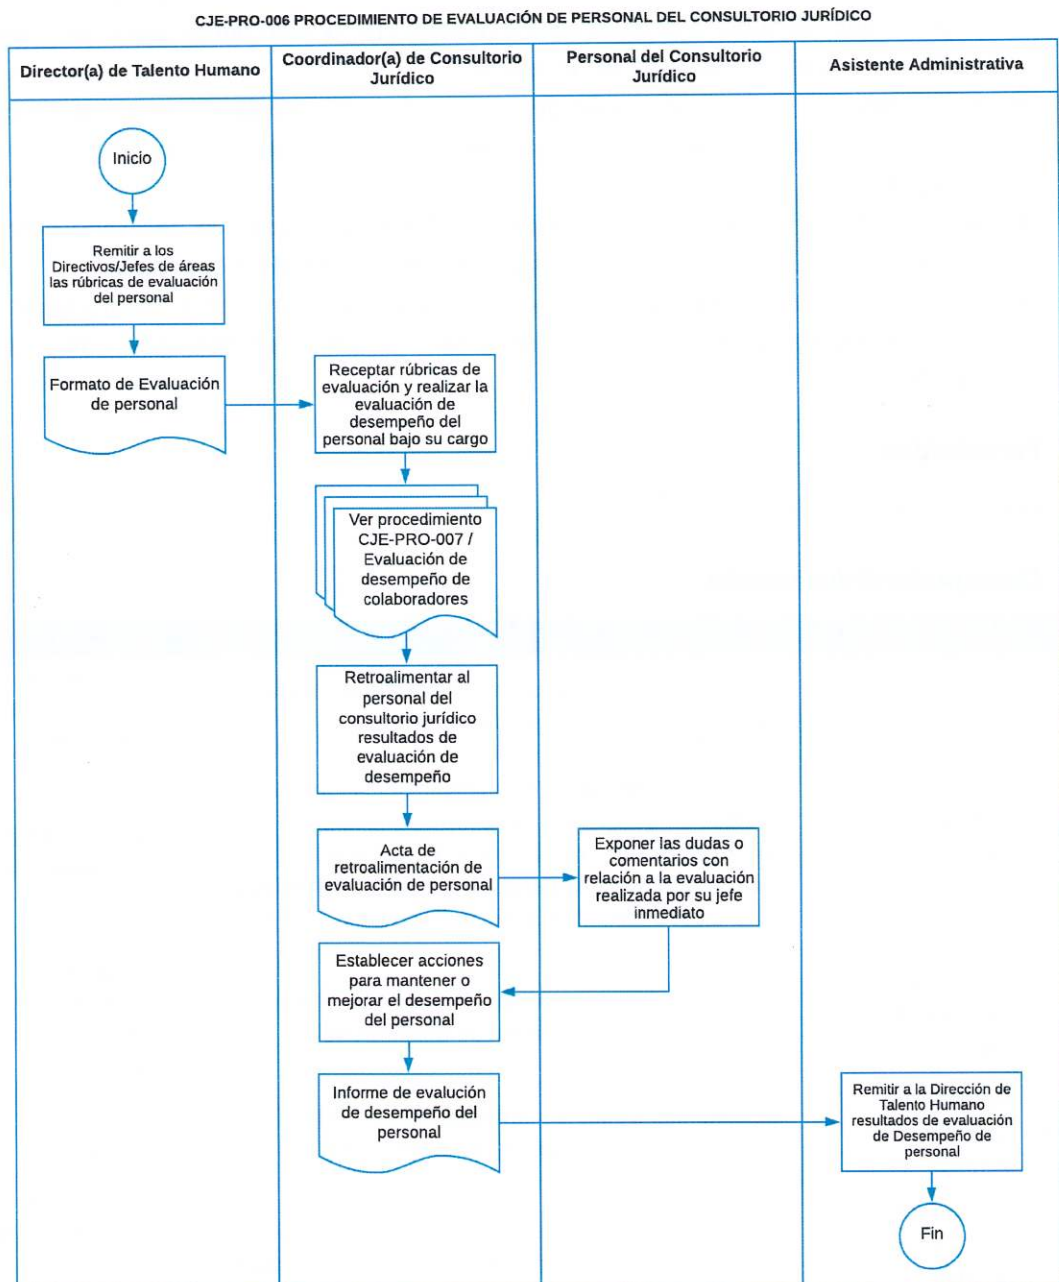 CJE-PRO-006 PROCEDIMIENTO DE EVALUACIÓN DE PERSONAL DEL CONSULTORIO JURÍDICO
Director(a) de Talento Humano
Coordinador(a) de Consultorio
Jurídico
Personal del Consultorio
Jurídico
Asistente Administrativa
Inicio
Remitir a los
Directivos/Jefes de áreas
las rúbricas de evaluación
del personal
Formato de Evaluación
de personal
Receptar rúbricas de
evaluación y realizar la
evaluación de
desempeño del
personal bajo su cargo
Ver procedimiento
CJE-PRO-007 /
Evaluación de
desempeño de
colaboradores
Retroalimentar al
personal del
consultorio jurídico
resultados de
evaluación de
desempeño
Acta de
retroalimentación de
evaluación de personal
Exponer las dudas o
comentarios con
relación a la evaluación
realizada por su jefe
inmediato
Establecer acciones
para mantener o
mejorar el desempeño
del personal
Informe de evalución
de desempeño del
personal
Remitir a la Dirección de
Talento Humano
resultados de evaluación
de Desempeño de
personal
Fin